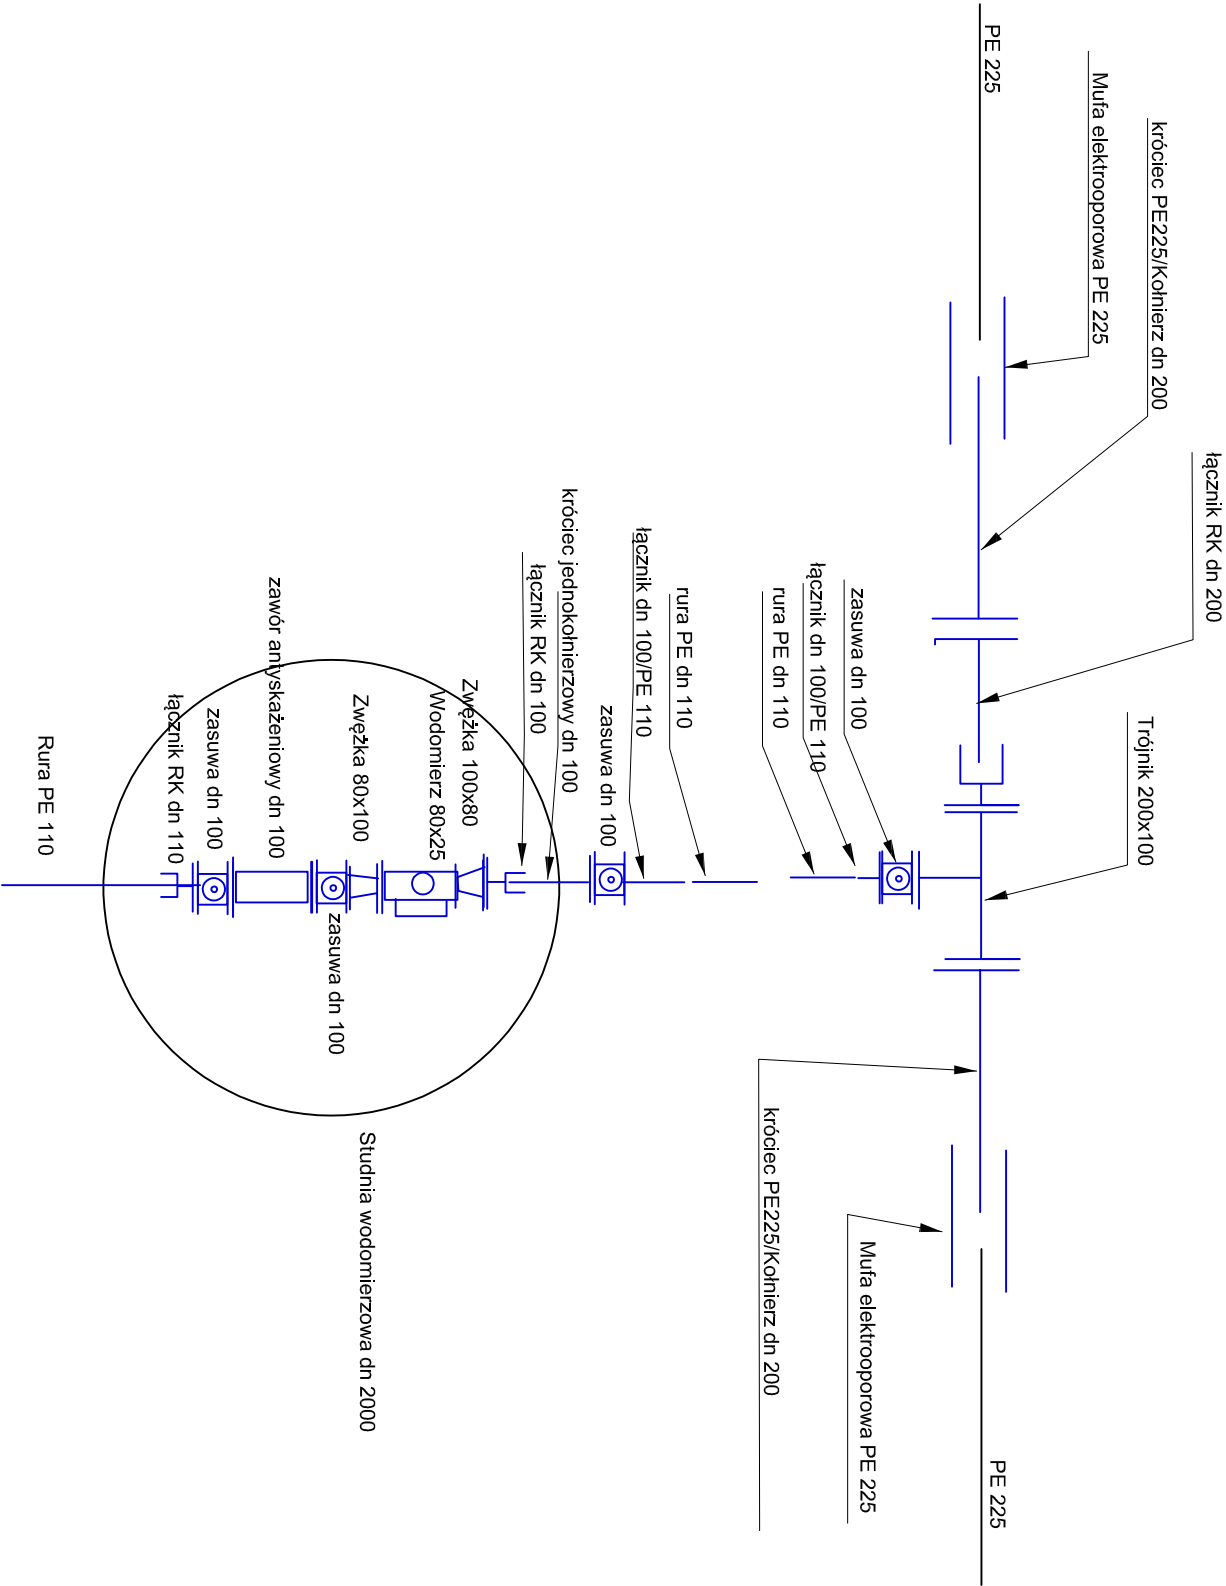 PE 225
Mufa elektrooporowa PE 225
króciec PE225/Kołnierz dn 200
łącznik RK dn 200
Trójnik 200x100
zasuwa dn 100
łącznik dn 100/PE 110
rura PE dn 110
rura PE dn 110
łącznik dn 100/PE 110
zasuwa dn 100
króciec jednokołnierzowy dn 100
łącznik RK dn 100
Zwężka 100x80
Wodomierz 80x25
Zwężka 80x100
zasuwa dn 100
zawór antyskażeniowy dn 100
zasuwa dn 100
łącznik RK dn 110
Rura PE 110
Studnia wodomierzowa dn 2000
króciec PE225/Kołnierz dn 200
Mufa elektrooporowa PE 225
PE 225